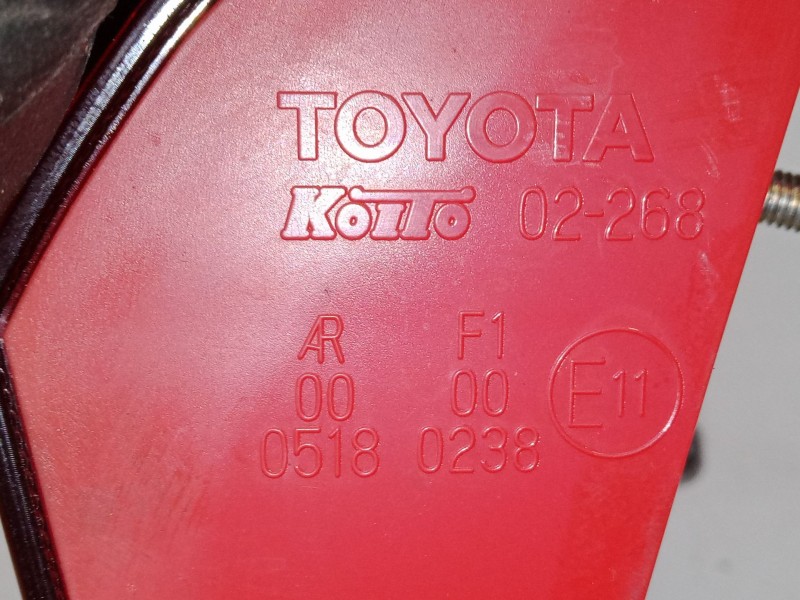 TOYOTA
KOITO 02-268
AR F1
00 00 E11
0518 0238